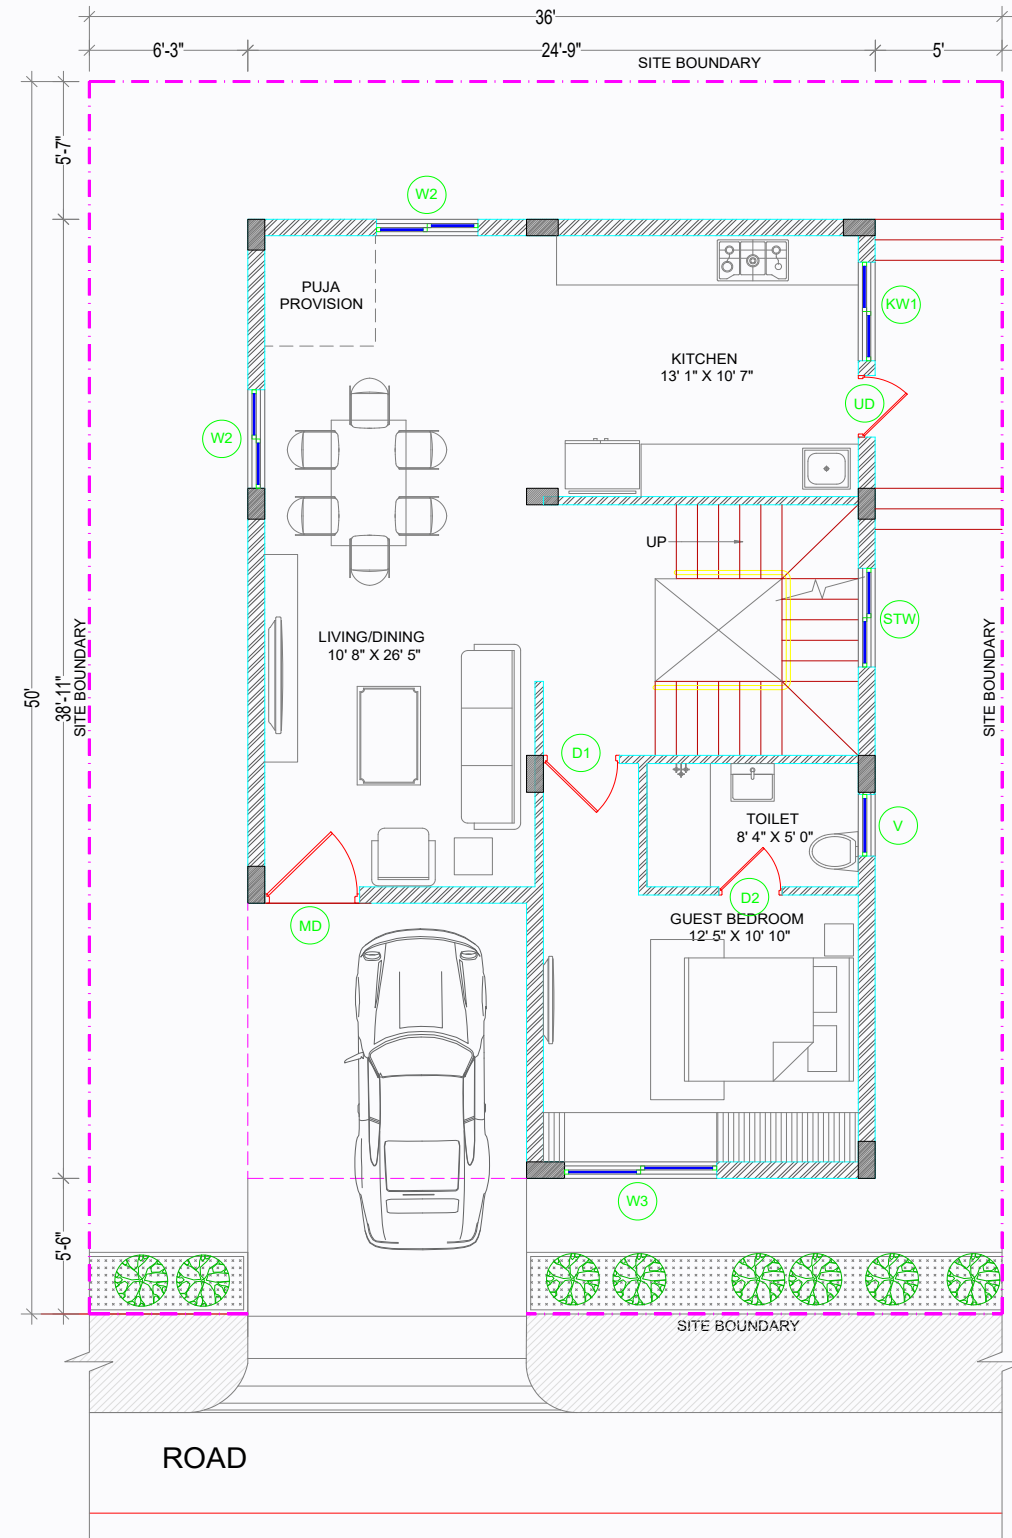 36'
6'-3"
24'-9"
5'
SITE BOUNDARY
5'-7"
W2
PUJA
PROVISION
KW1
KITCHEN
13' 1" X 10' 7"
UD
W2
UP
STW
LIVING/DINING
10' 8" X 26' 5"
50'
38'-11"
SITE BOUNDARY
SITE BOUNDARY
D1
TOILET
8' 4" X 5' 0"
V
D2
GUEST BEDROOM
12' 5" X 10' 10"
MD
W3
5'-6"
SITE BOUNDARY
ROAD